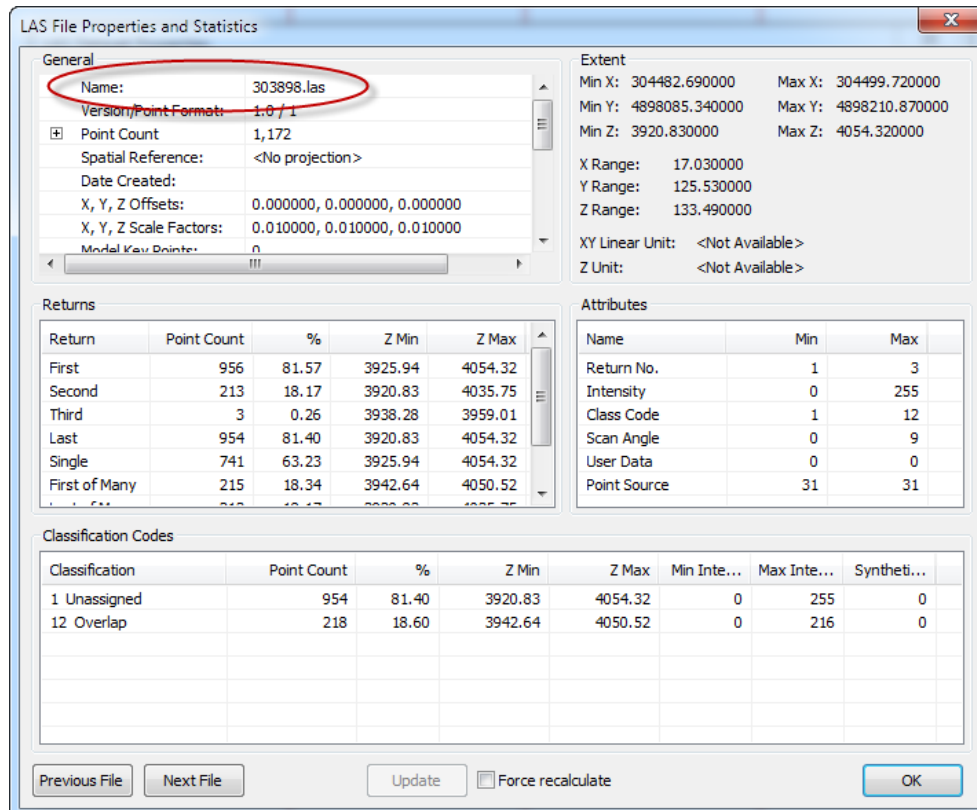 LAS File Properties and Statistics
General
Name: 303898.las
Version/Point Format: 1.0 / 1
Point Count 1,172
Spatial Reference: <No projection>
Date Created:
X, Y, Z Offsets: 0.000000, 0.000000, 0.000000
X, Y, Z Scale Factors: 0.010000, 0.010000, 0.010000
Model Key Points: 0
Extent
Min X: 304482.690000 Max X: 304499.720000
Min Y: 4898085.340000 Max Y: 4898210.870000
Min Z: 3920.830000 Max Z: 4054.320000
X Range: 17.030000
Y Range: 125.530000
Z Range: 133.490000
XY Linear Unit: <Not Available>
Z Unit: <Not Available>
Returns
Return Point Count % Z Min Z Max
First 956 81.57 3925.94 4054.32
Second 213 18.17 3920.83 4035.75
Third 3 0.26 3938.28 3959.01
Last 954 81.40 3920.83 4054.32
Single 741 63.23 3925.94 4054.32
First of Many 215 18.34 3942.64 4050.52
Attributes
Name Min Max
Return No. 1 3
Intensity 0 255
Class Code 1 12
Scan Angle 0 9
User Data 0 0
Point Source 31 31
Classification Codes
Classification Point Count % Z Min Z Max Min Inte... Max Inte... Syntheti...
1 Unassigned 954 81.40 3920.83 4054.32 0 255 0
12 Overlap 218 18.60 3942.64 4050.52 0 216 0
Previous File Next File Update Force recalculate OK